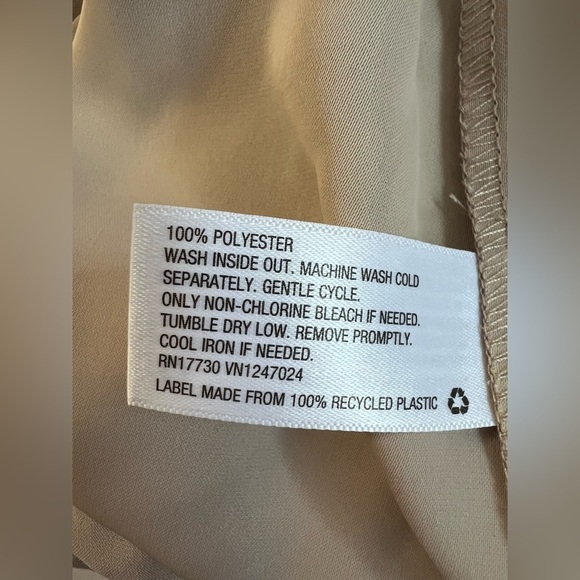 100% POLYESTER
WASH INSIDE OUT. MACHINE WASH COLD
SEPARATELY. GENTLE CYCLE.
ONLY NON-CHLORINE BLEACH IF NEEDED.
TUMBLE DRY LOW. REMOVE PROMPTLY.
COOL IRON IF NEEDED.
RN17730 VN1247024
LABEL MADE FROM 100% RECYCLED PLASTIC